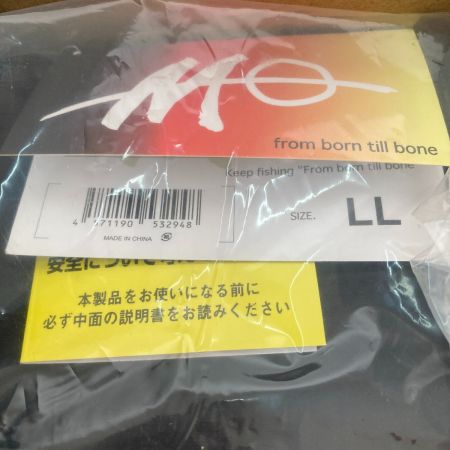 from born till bone
Keep fishing "From born till bone
4 571190 532948
MADE IN CHINA
SIZE. LL
本製品をお使いになる前に
必ず中面の説明書をお読みください